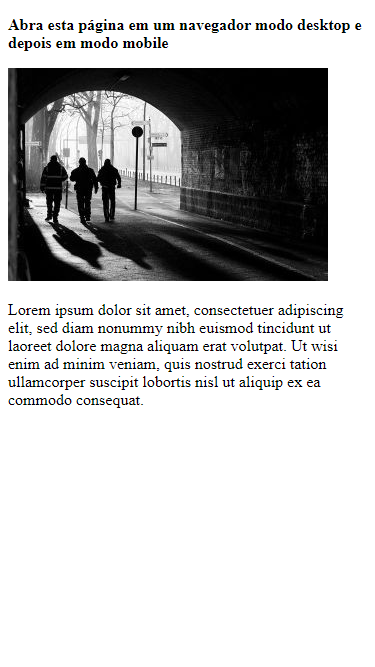 Abra esta página em um navegador modo desktop e
depois em modo mobile
Lorem ipsum dolor sit amet, consectetuer adipiscing
elit, sed diam nonummy nibh euismod tincidunt ut
laoreet dolore magna aliquam erat volutpat. Ut wisi
enim ad minim veniam, quis nostrud exerci tation
ullamcorper suscipit lobortis nisl ut aliquip ex ea
commodo consequat.